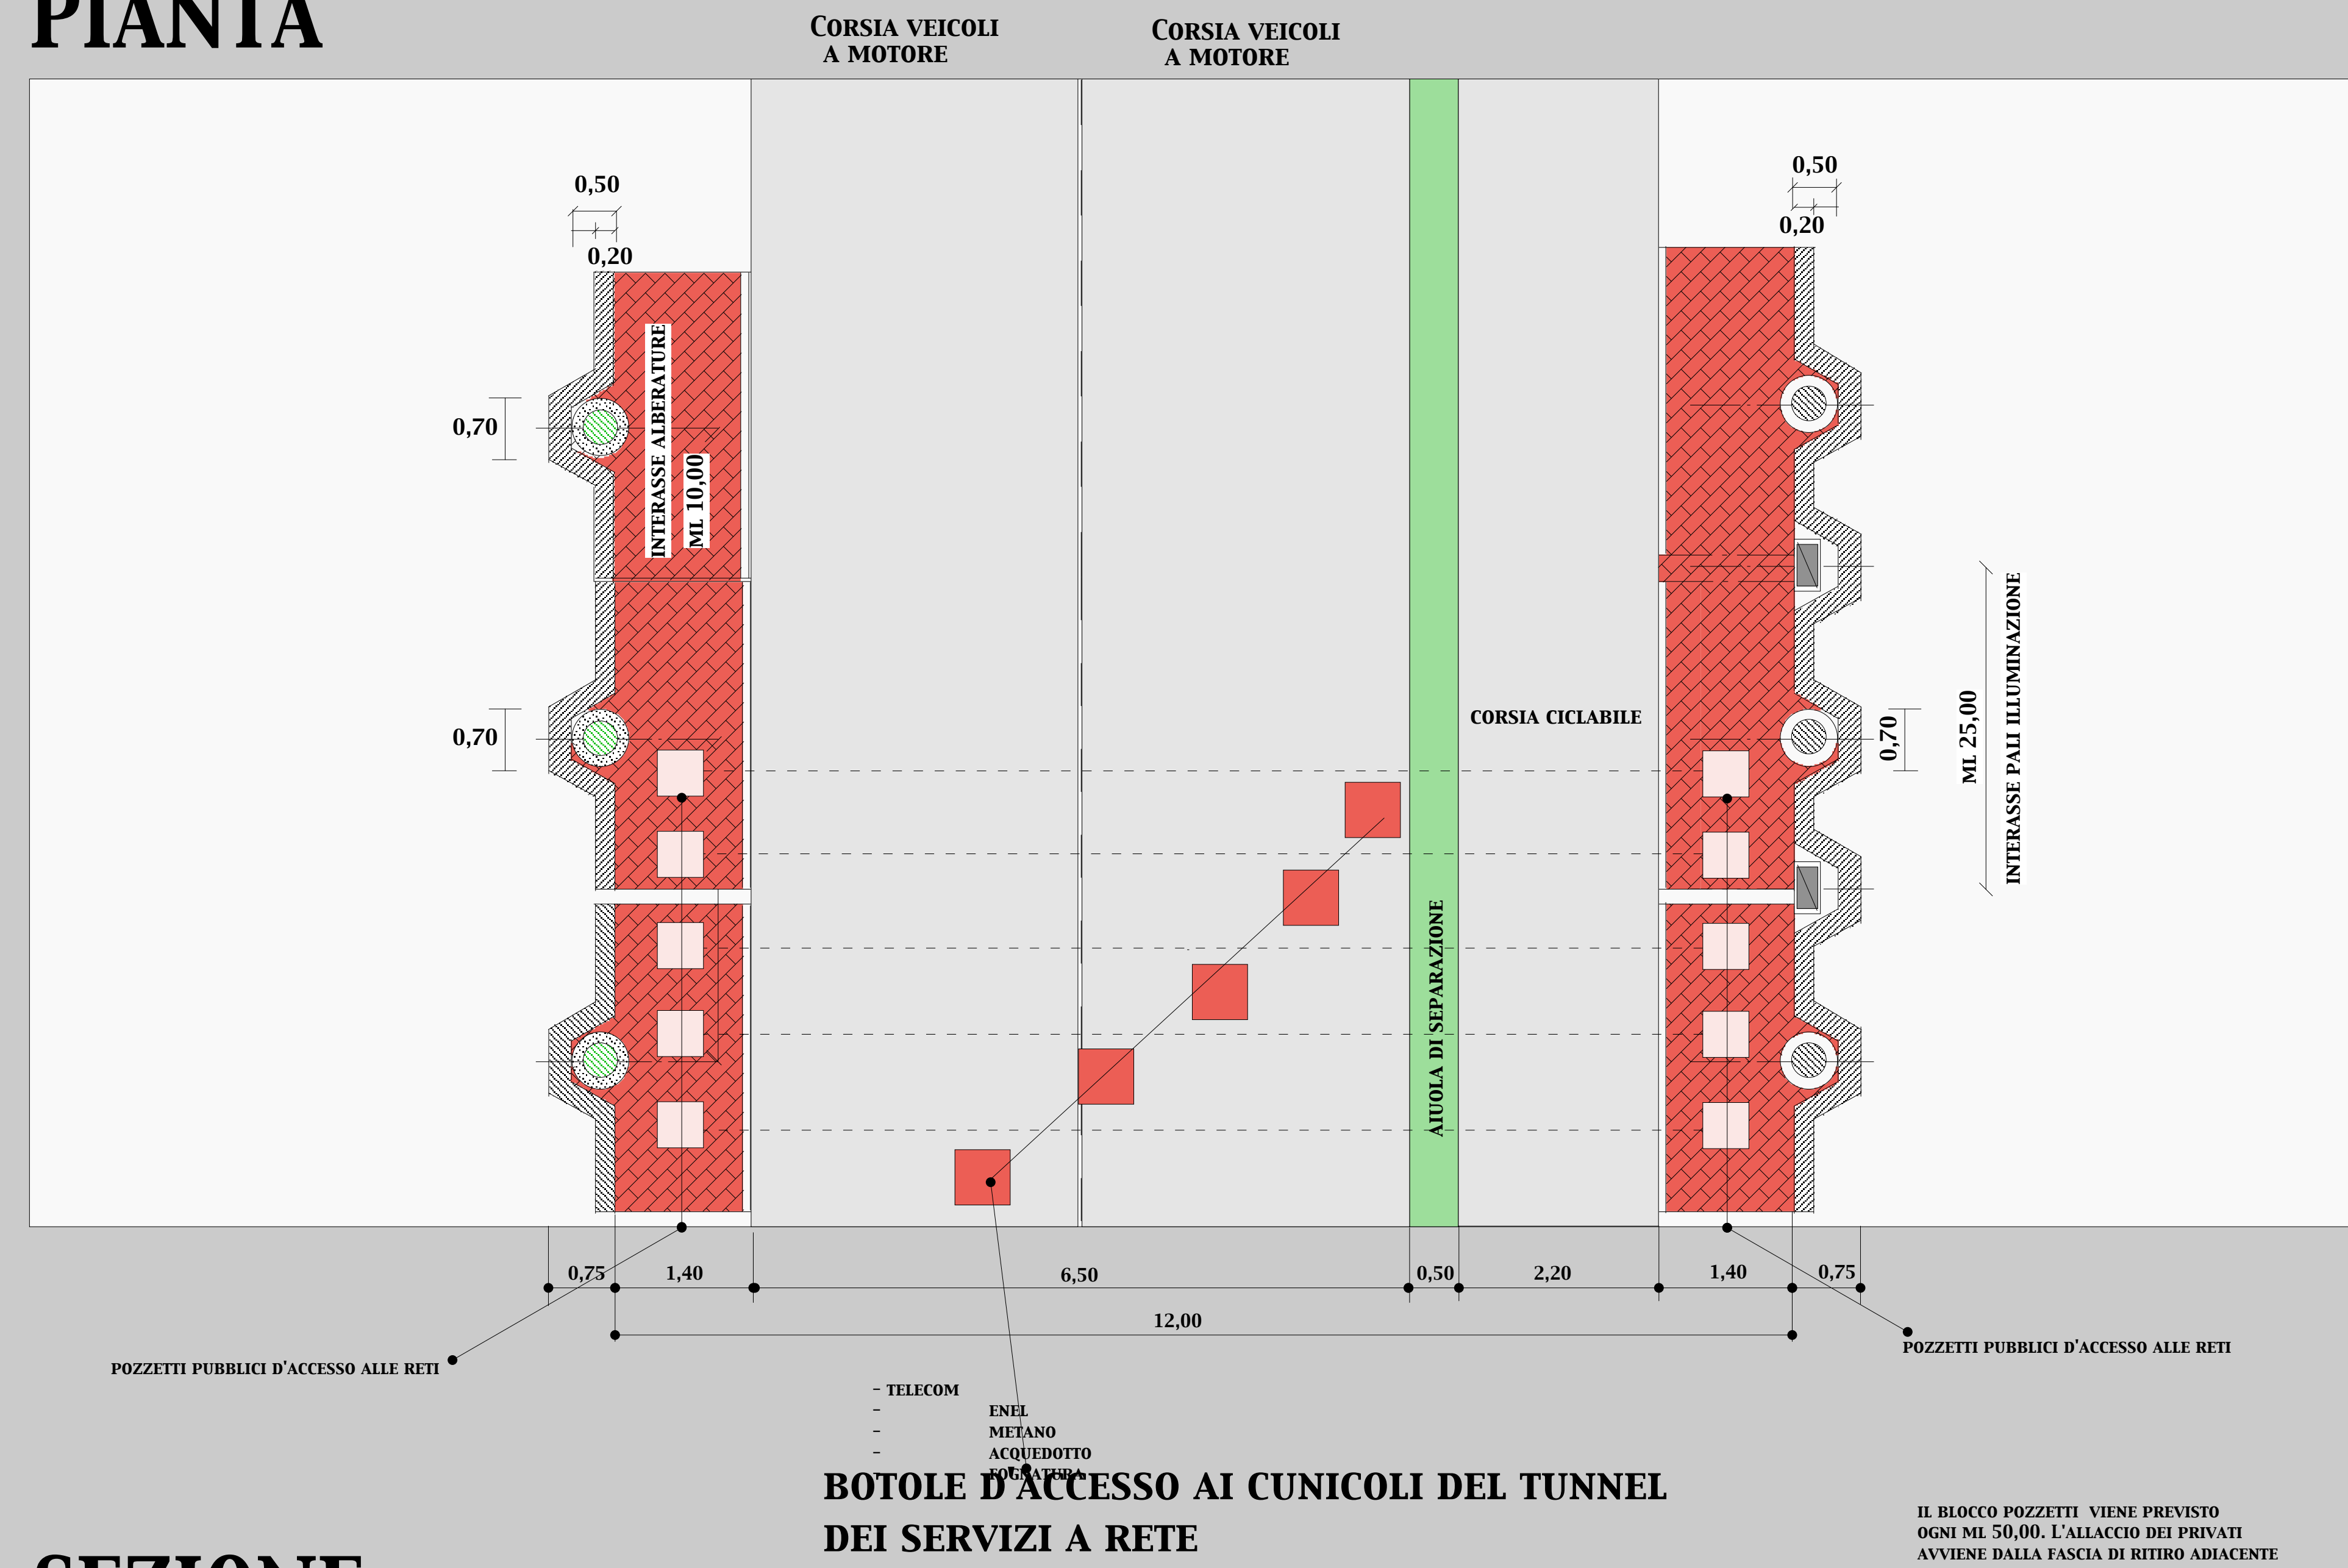 PIANTA
CORSIA VEICOLI
A MOTORE
CORSIA VEICOLI
A MOTORE
0,50
0,20
0,50
0,20
INTERASSE ALBERATURE
ML 10,00
0,70
0,70
CORSIA CICLABILE
AIUOLA DI SEPARAZIONE
0,70
ML 25,00
INTERASSE PALI ILLUMINAZIONE
0,75
1,40
6,50
0,50
2,20
1,40
0,75
12,00
POZZETTI PUBBLICI D'ACCESSO ALLE RETI
POZZETTI PUBBLICI D'ACCESSO ALLE RETI
- TELECOM
- ENEL
- METANO
- ACQUEDOTTO
- FOGNATURA
BOTOLE D'ACCESSO AI CUNICOLI DEL TUNNEL
DEI SERVIZI A RETE
IL BLOCCO POZZETTI VIENE PREVISTO
OGNI ML 50,00. L'ALLACCIO DEI PRIVATI
AVVIENE DALLA FASCIA DI RITIRO ADIACENTE
SEZIONE